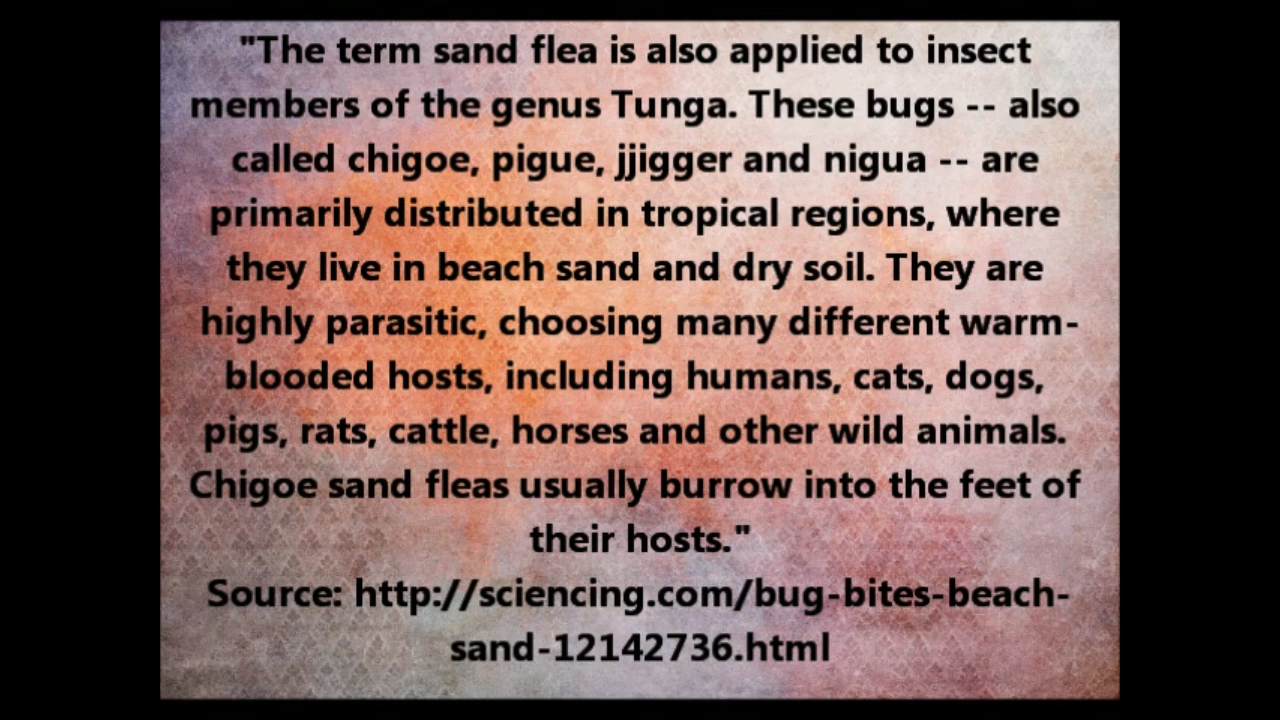 "The term sand flea is also applied to insect
members of the genus Tunga. These bugs -- also
called chigoe, pigue, jjigger and nigua -- are
primarily distributed in tropical regions, where
they live in beach sand and dry soil. They are
highly parasitic, choosing many different warm-
blooded hosts, including humans, cats, dogs,
pigs, rats, cattle, horses and other wild animals.
Chigoe sand fleas usually burrow into the feet of
their hosts."
Source: http://sciencing.com/bug-bites-beach-
sand-12142736.html